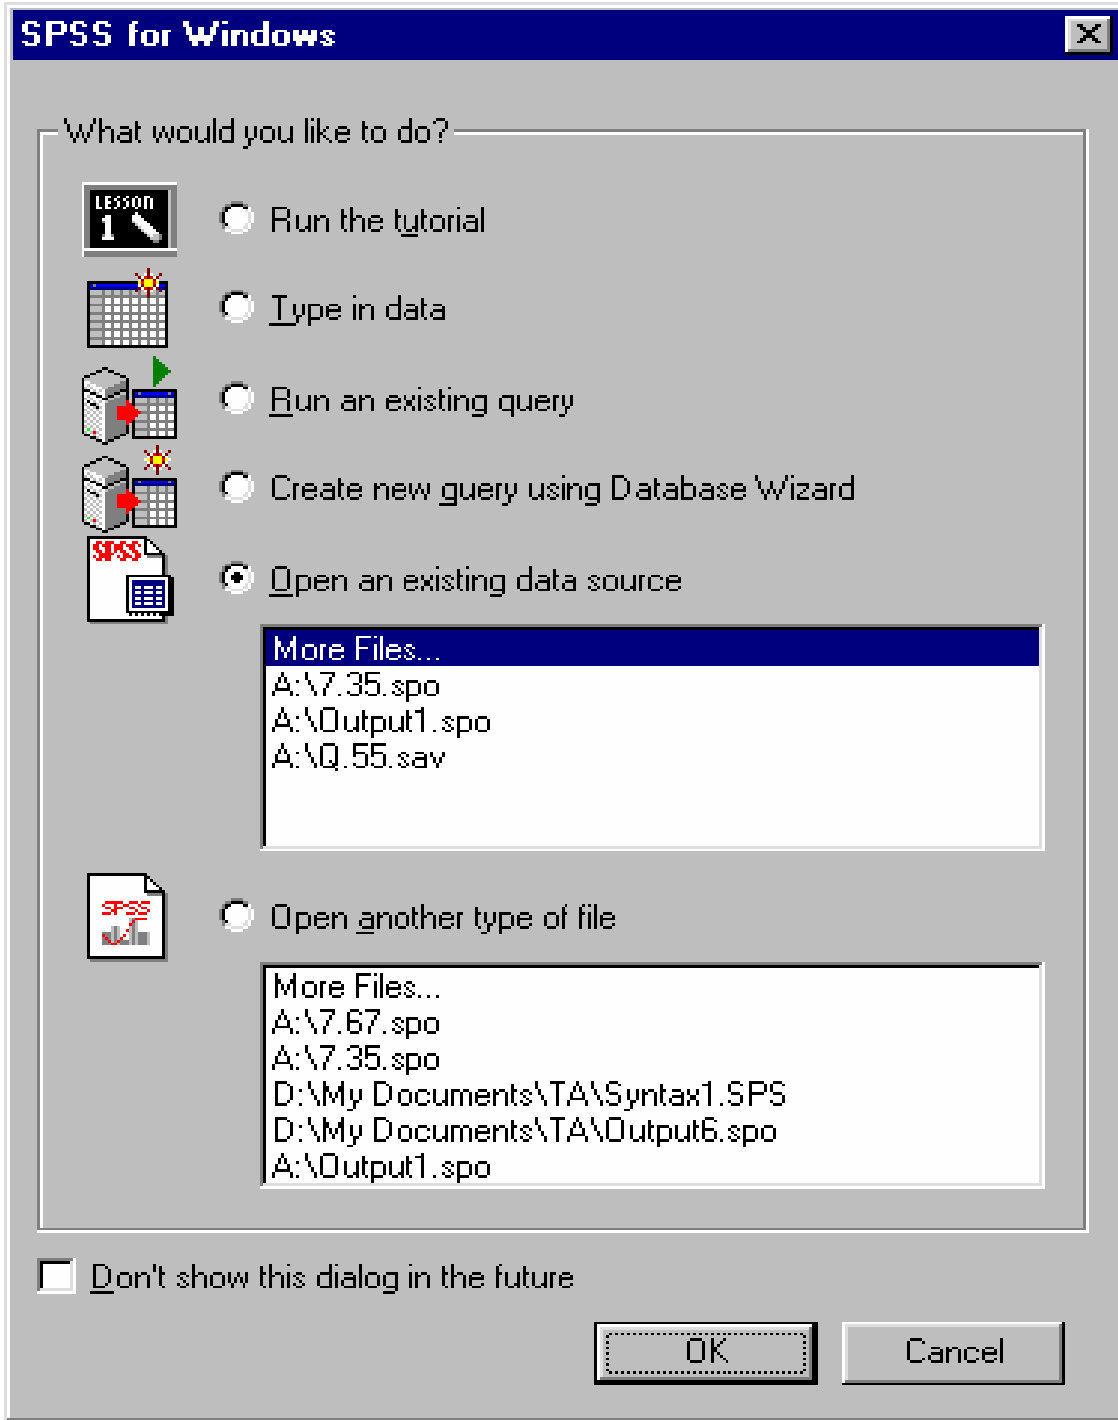 SPSS for Windows
What would you like to do?
LESSON
1
Run the tutorial
Type in data
Run an existing query
Create new query using Database Wizard
SPSS
Open an existing data source
More Files...
A:\7.35.spo
A:\Output1.spo
A:\Q.55.sav
SPSS
Open another type of file
More Files...
A:\7.67.spo
A:\7.35.spo
D:\My Documents\TA\Syntax1.SPS
D:\My Documents\TA\Output6.spo
A:\Output1.spo
Don't show this dialog in the future
OK
Cancel